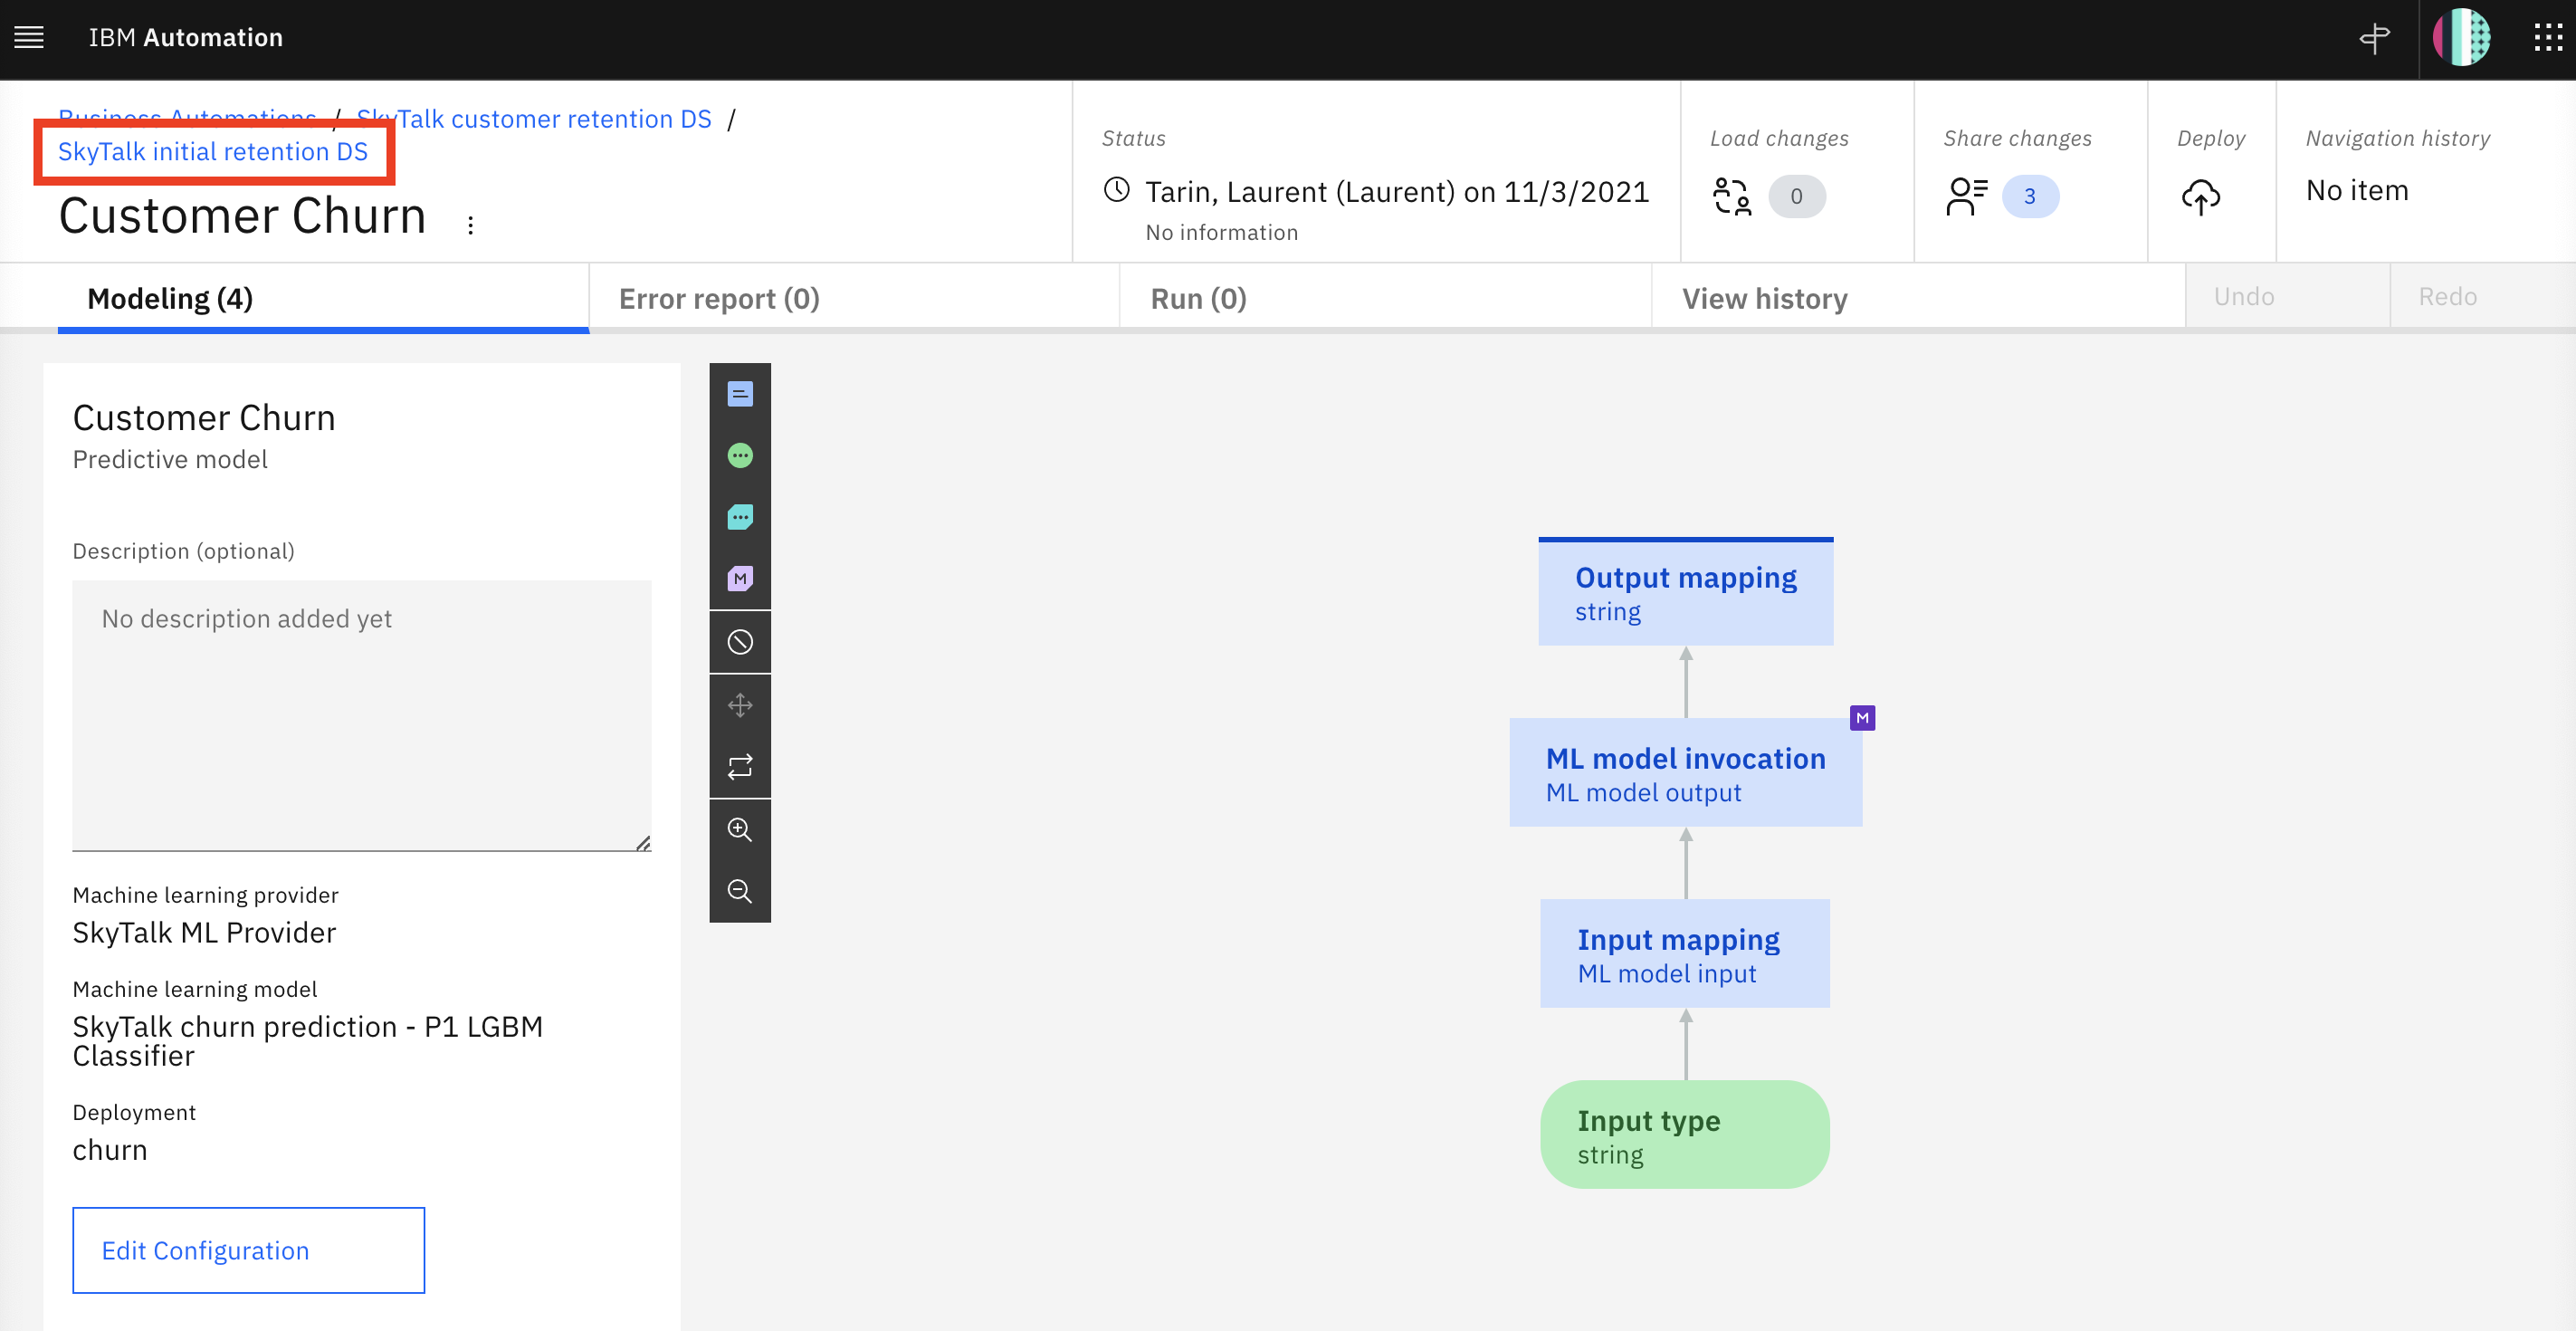 IBM Automation
Business Automations / SkyTalk customer retention DS /
SkyTalk initial retention DS
Customer Churn
Status
Tarin, Laurent (Laurent) on 11/3/2021
No information
Load changes
0
Share changes
3
Deploy
Navigation history
No item
Modeling (4)
Error report (0)
Run (0)
View history
Undo
Redo
Customer Churn
Predictive model
Description (optional)
No description added yet
Machine learning provider
SkyTalk ML Provider
Machine learning model
SkyTalk churn prediction - P1 LGBM
Classifier
Deployment
churn
Edit Configuration
M
Output mapping
string
M
ML model invocation
ML model output
Input mapping
ML model input
Input type
string